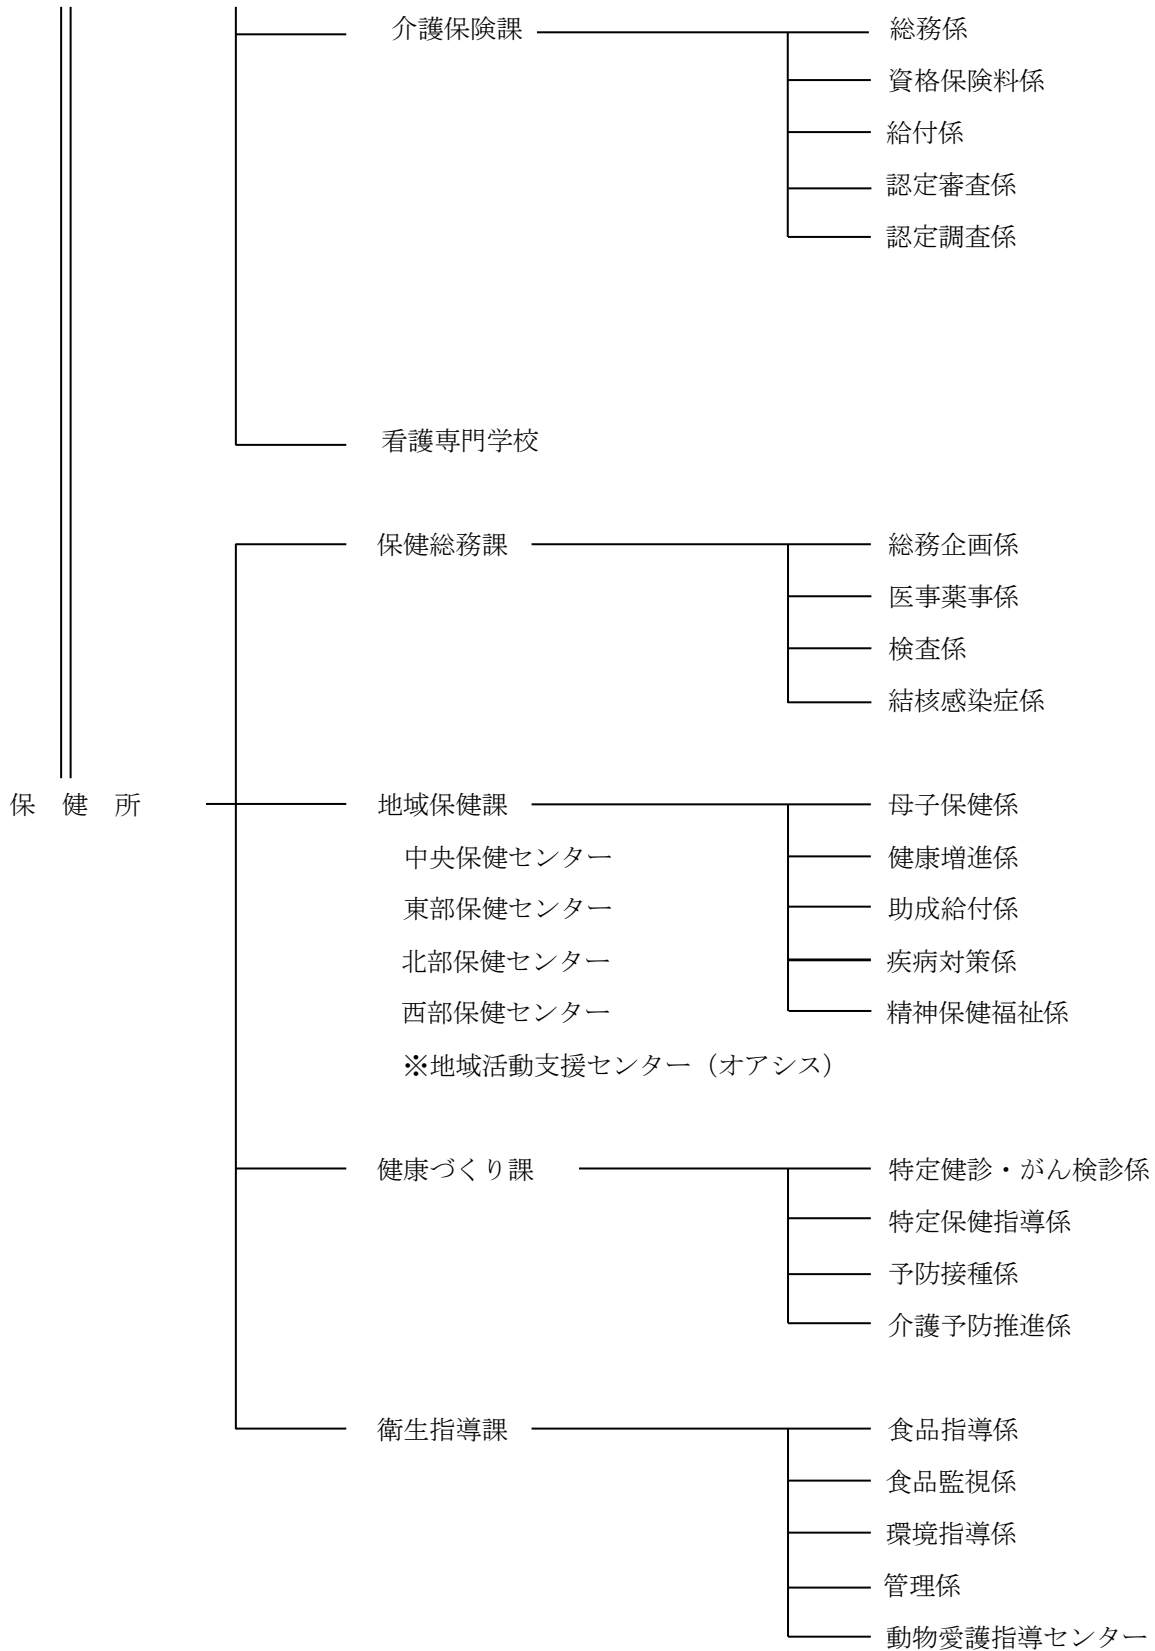 介護保険課 総務係
資格保険料係
給付係
認定審査係
認定調査係
看護専門学校
保健総務課 総務企画係
医事薬事係
検査係
結核感染症係
保 健 所 地域保健課 母子保健係
中央保健センター 健康増進係
東部保健センター 助成給付係
北部保健センター 疾病対策係
西部保健センター 精神保健福祉係
※地域活動支援センター（オアシス）
健康づくり課 特定健診・がん検診係
特定保健指導係
予防接種係
介護予防推進係
衛生指導課 食品指導係
食品監視係
環境指導係
管理係
動物愛護指導センター